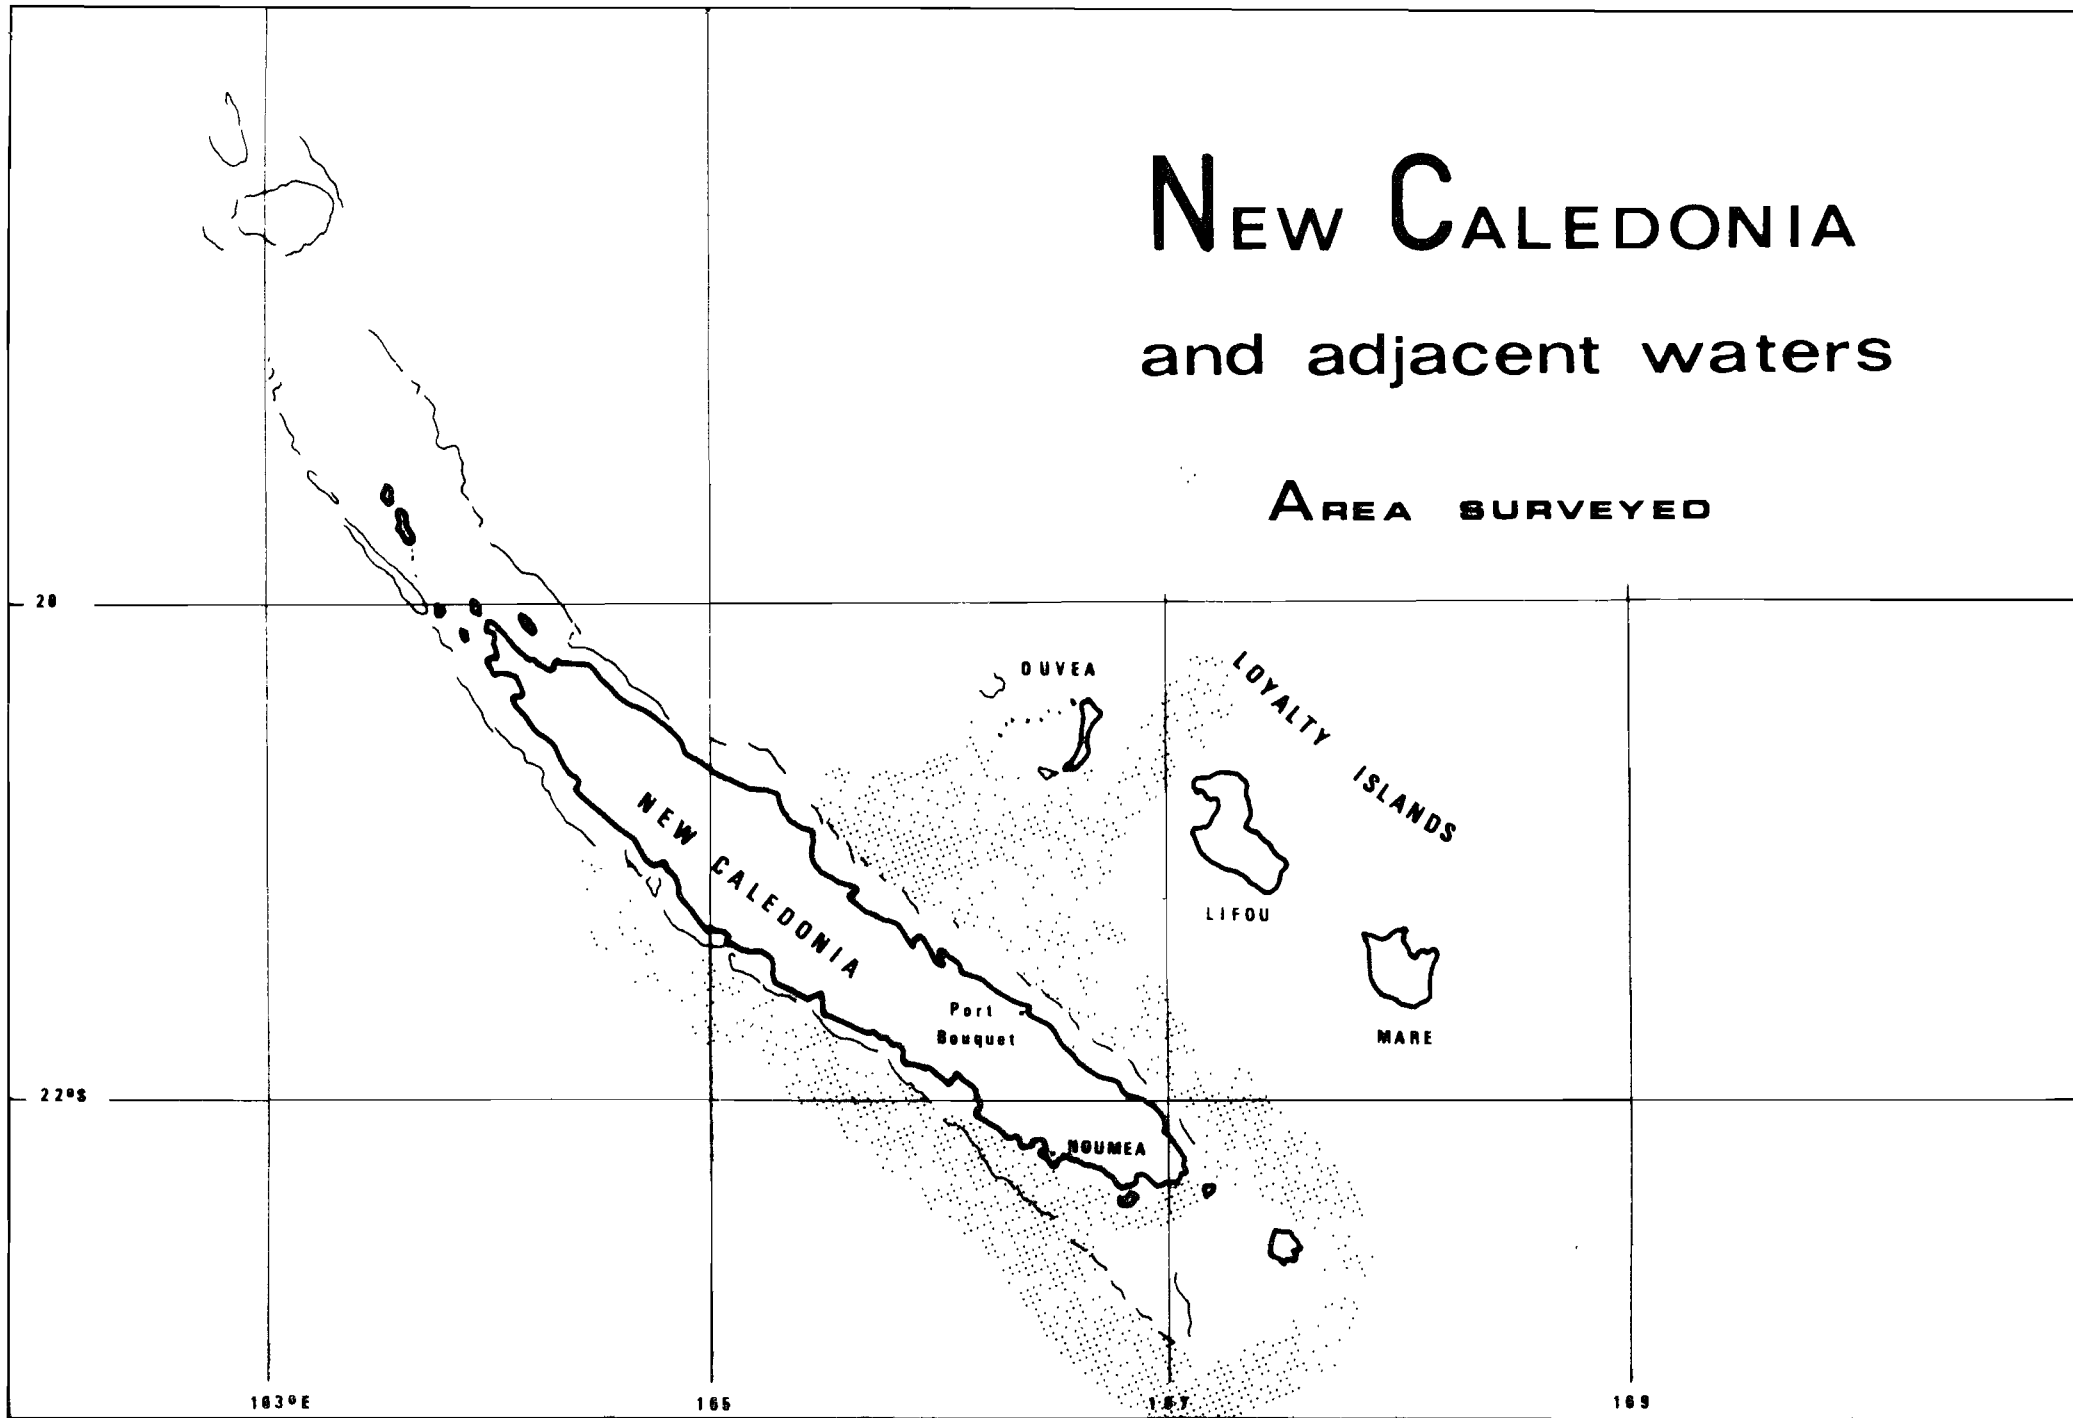 NEW CALEDONIA
and adjacent waters
AREA SURVEYED
20
OUVEA
LOYALTY ISLANDS
NEW CALEDONIA
LIFOU
Port
Bouquet
MARE
22°S
NOUMEA
163°E
165
167
169